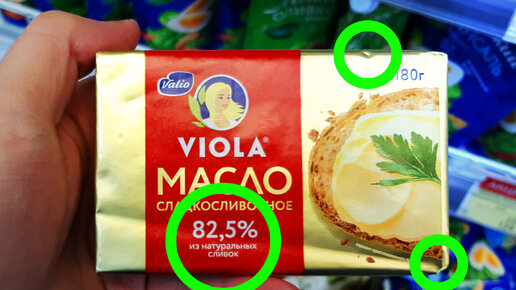 Valio
180г
VIOLA®
МАСЛО
СЛАДКОСЛИВОЧНОЕ
82,5%
из натуральных
сливок